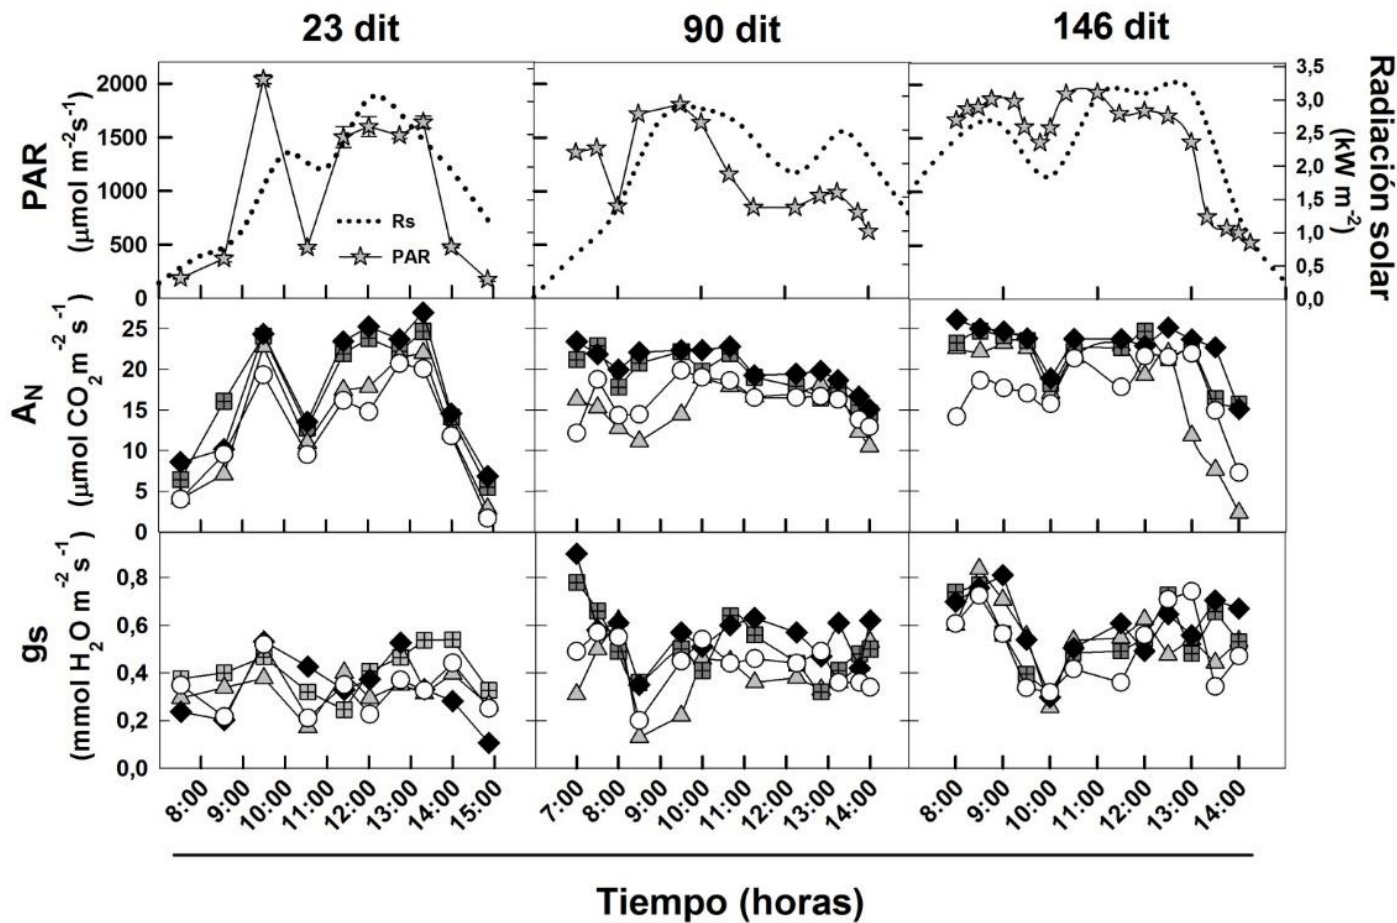 23 dit
90 dit
146 dit
PAR
(μmol m⁻²s⁻¹)
2000
1500
1000
500
0
Rs
PAR
3,5
3,0
2,5
2,0
1,5
1,0
0,5
0,0
Radiación solar
(kW m⁻²)
A_N
(μmol CO₂ m⁻² s⁻¹)
25
20
15
10
5
0
gs
(mmol H₂O m⁻² s⁻¹)
0,8
0,6
0,4
0,2
0,0
8:00 9:00 10:00 11:00 12:00 13:00 14:00 15:00
7:00 8:00 9:00 10:00 11:00 12:00 13:00 14:00
8:00 9:00 10:00 11:00 12:00 13:00 14:00
Tiempo (horas)